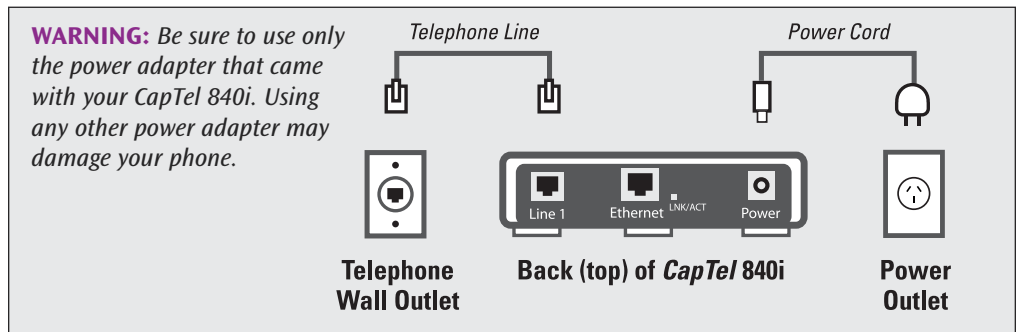 WARNING: Be sure to use only
the power adapter that came
with your CapTel 840i. Using
any other power adapter may
damage your phone.
Telephone Line
Power Cord
Line 1
Ethernet
LNK/ACT
Power
Telephone
Wall Outlet
Back (top) of CapTel 840i
Power
Outlet